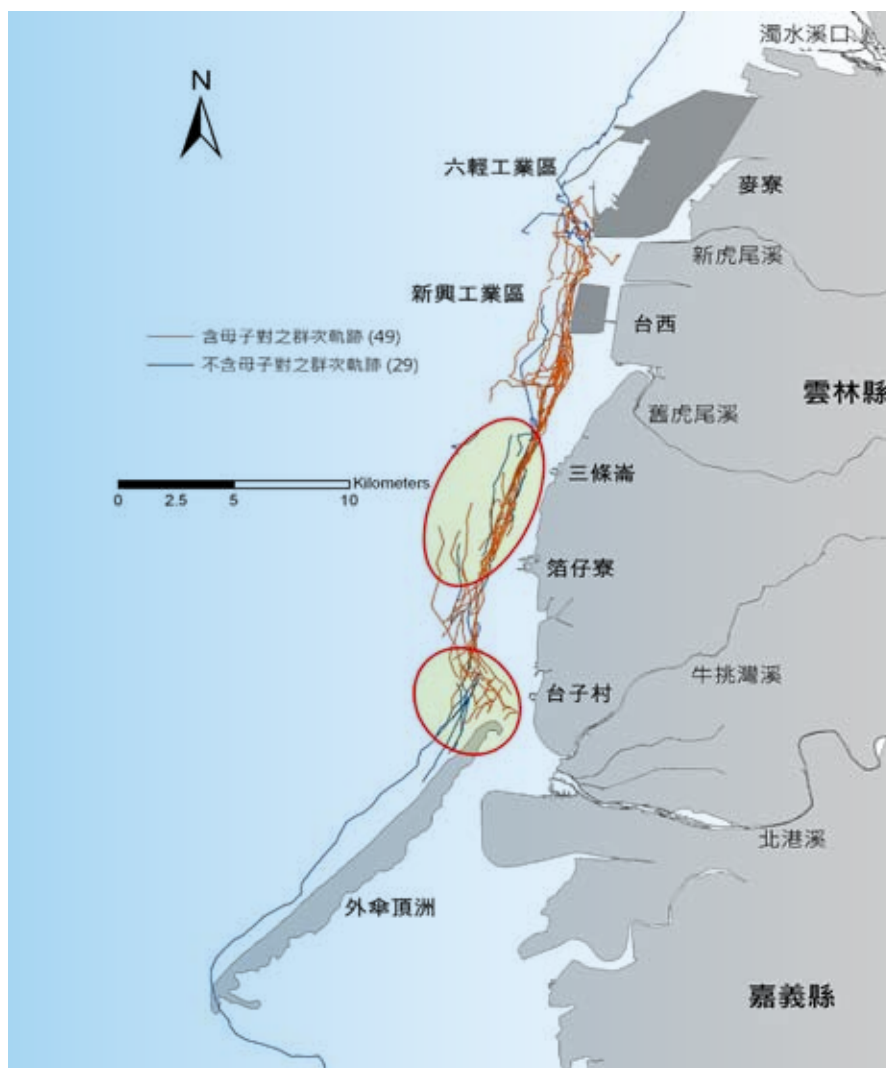 濁水溪口
N
六輕工業區
麥寮
新虎尾溪
新興工業區
含母子對之群次軌跡 (49)
不含母子對之群次軌跡 (29)
台西
雲林縣
舊虎尾溪
三條崙
Kilometers
0 2.5 5 10
箔仔寮
牛挑灣溪
台子村
北港溪
外傘頂洲
嘉義縣